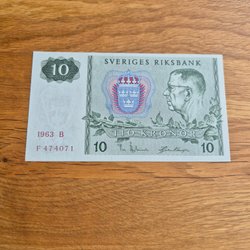 SVERIGES RIKSBANK
10
1963 B
F 474071
TIO KRONOR
10
10